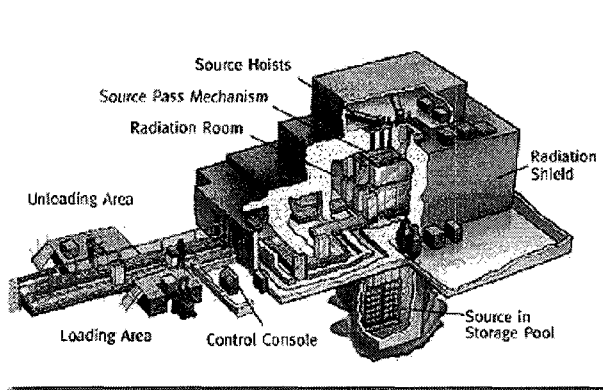 Source Hoists
Source Pass Mechanism
Radiation Room
Radiation
Shield
Unloading Area
Loading Area
Control Console
Source in
Storage Pool